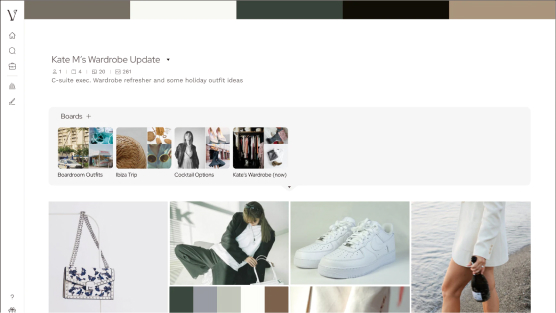 Kate M's Wardrobe Update
1 4 20 281
C-suite exec. Wardrobe refresher and some holiday outfit ideas
Boards +
Boardroom Outfits Ibiza Trip Cocktail Options Kate's Wardrobe (now)
?